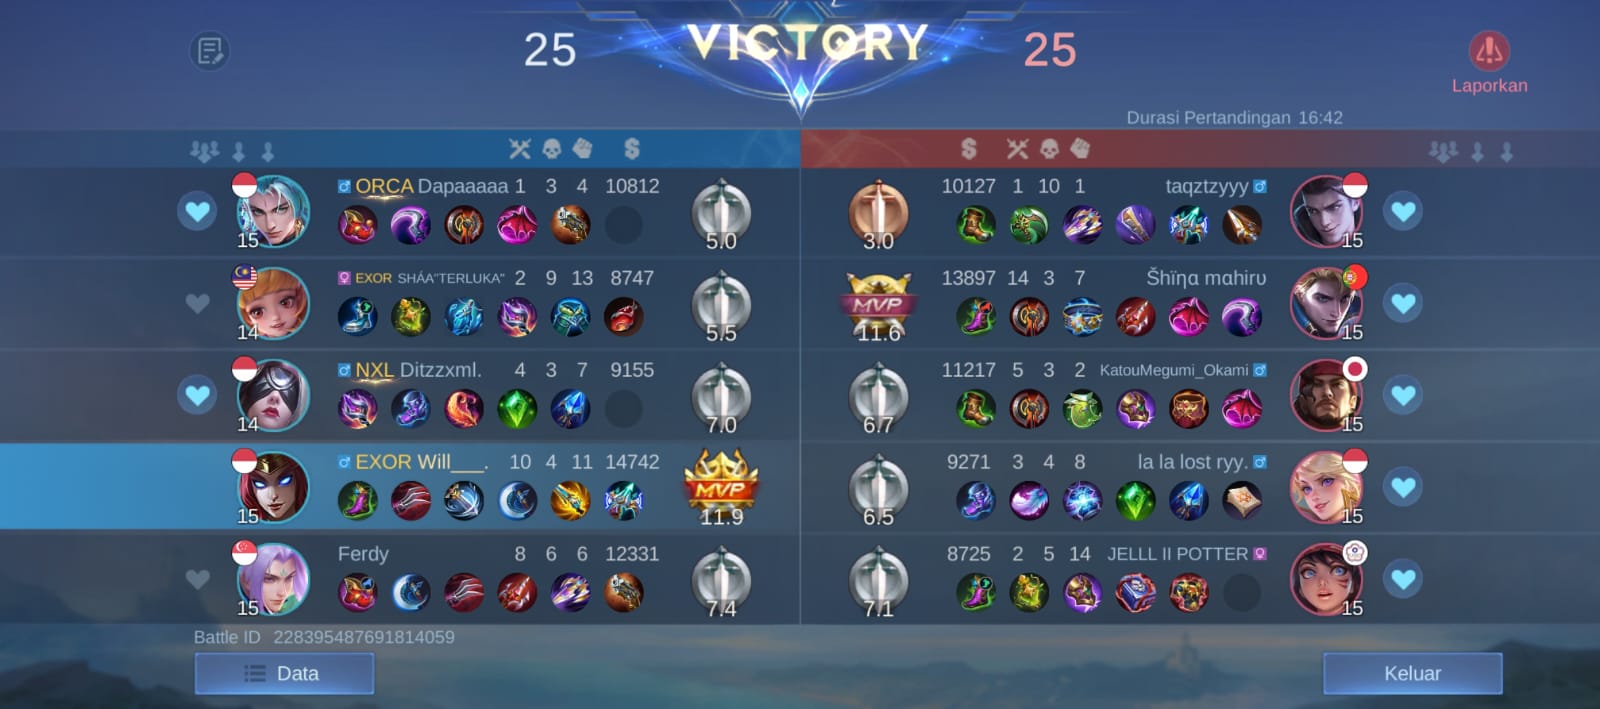 25 VICTORY 25
Laporkan
Durasi Pertandingan 16:42
ORCA Dapaaaaa 1 3 4 10812
15 5.0
10127 1 10 1 taqztzyyy
3.0 15
EXOR SHÁA"TERLUKA" 2 9 13 8747
14 5.5
13897 14 3 7 Šhïηα mαhirυ
MVP
11.6 15
NXL Ditzzxml. 4 3 7 9155
14 7.0
11217 5 3 2 KatouMegumi_Okami
6.7 15
EXOR Will___. 10 4 11 14742
MVP
15 11.9
9271 3 4 8 la la lost ryy.
6.5 15
Ferdy 8 6 6 12331
15 7.4
8725 2 5 14 JELLL II POTTER
7.1 15
Battle ID 228395487691814059
Data
Keluar